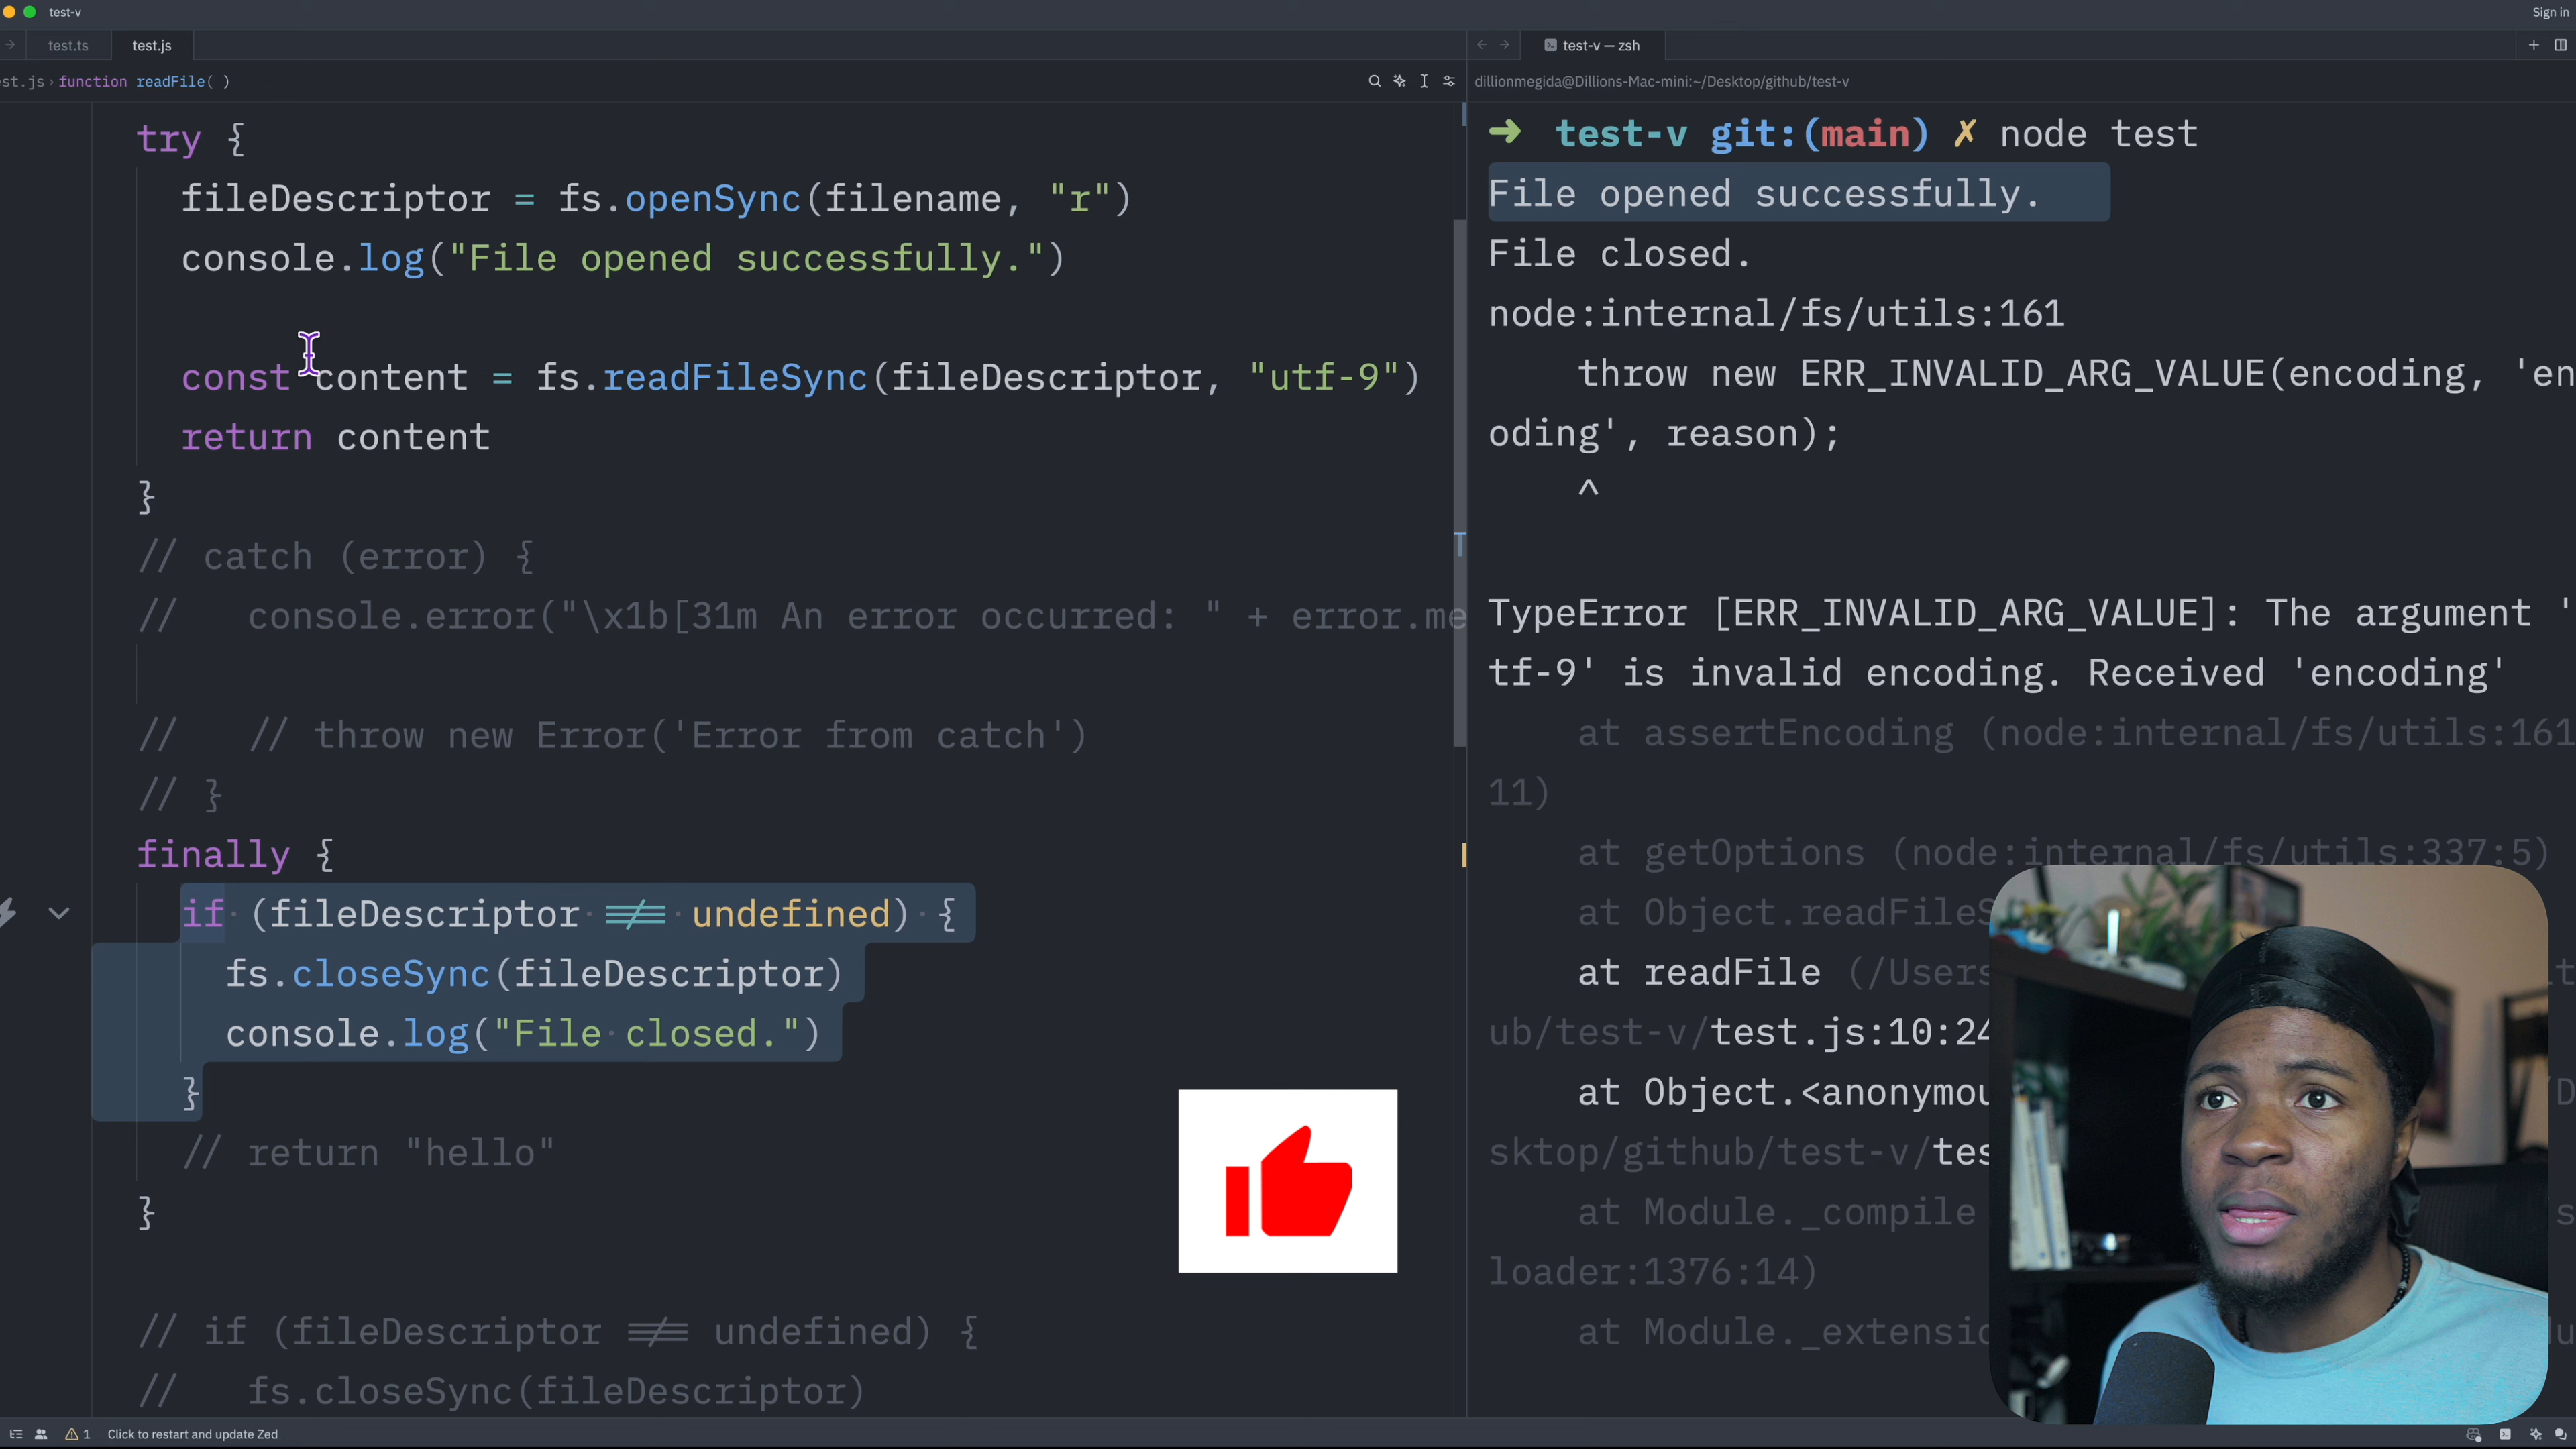 test-v
Sign in
test.ts
test.js
test-v — zsh
est.js › function readFile( )
dillionmegida@Dillions-Mac-mini:~/Desktop/github/test-v
try {
fileDescriptor = fs.openSync(filename, "r")
console.log("File opened successfully.")
const content = fs.readFileSync(fileDescriptor, "utf-9")
return content
}
// catch (error) {
// console.error("\x1b[31m An error occurred: " + error.me
// // throw new Error('Error from catch')
// }
finally {
if (fileDescriptor !== undefined) {
fs.closeSync(fileDescriptor)
console.log("File closed.")
}
// return "hello"
}
// if (fileDescriptor !== undefined) {
// fs.closeSync(fileDescriptor)
➜ test-v git:(main) ✗ node test
File opened successfully.
File closed.
node:internal/fs/utils:161
throw new ERR_INVALID_ARG_VALUE(encoding, 'en
oding', reason);
^
TypeError [ERR_INVALID_ARG_VALUE]: The argument '
tf-9' is invalid encoding. Received 'encoding'
at assertEncoding (node:internal/fs/utils:161
11)
at getOptions (node:internal/fs/utils:337:5)
at Object.readFileS
at readFile (/Users
ub/test-v/test.js:10:24
at Object.<anonymou
sktop/github/test-v/tes
at Module._compile
loader:1376:14)
at Module._extensio
1
Click to restart and update Zed